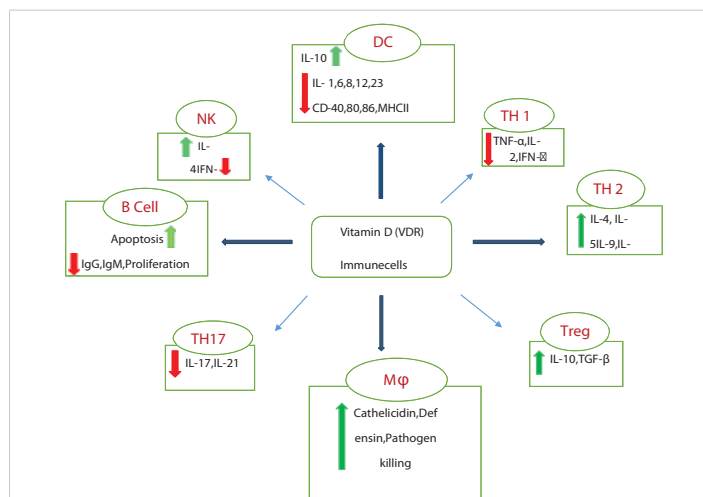 DC
IL-10
IL- 1,6,8,12,23
CD-40,80,86,MHCII
NK
IL-
4IFN-
TH 1
TNF-α,IL-
2,IFN-
TH 2
IL-4, IL-
5IL-9,IL-
B Cell
Apoptosis
IgG,IgM,Proliferation
Vitamin D (VDR)
Immunecells
TH17
IL-17,IL-21
Treg
IL-10,TGF-β
Mφ
Cathelicidin,Def
ensin,Pathogen
killing